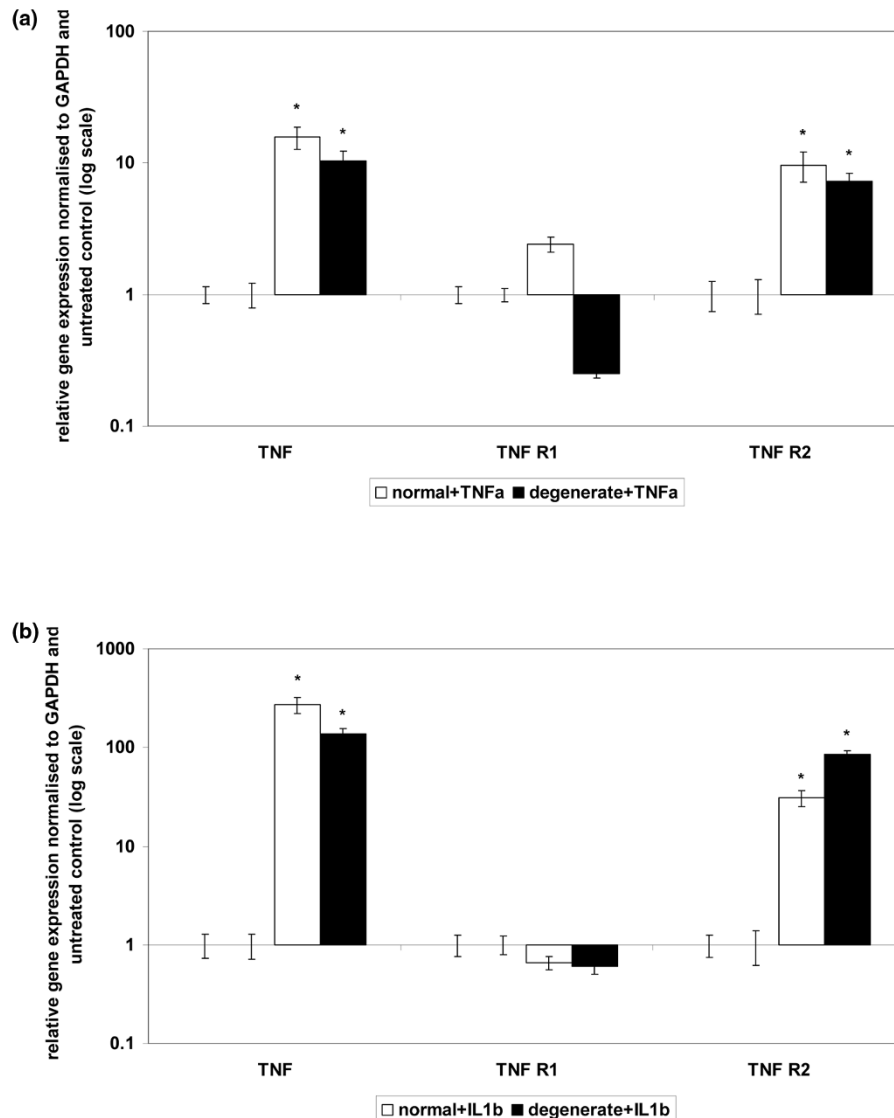 (a)
relative gene expression normalised to GAPDH and
untreated control (log scale)
100
*
*
*
*
10
1
0.1
TNF TNF R1 TNF R2
normal+TNFa degenerate+TNFa
(b)
relative gene expression normalised to GAPDH and
untreated control (log scale)
1000
*
*
*
*
100
10
1
0.1
TNF TNF R1 TNF R2
normal+IL1b degenerate+IL1b